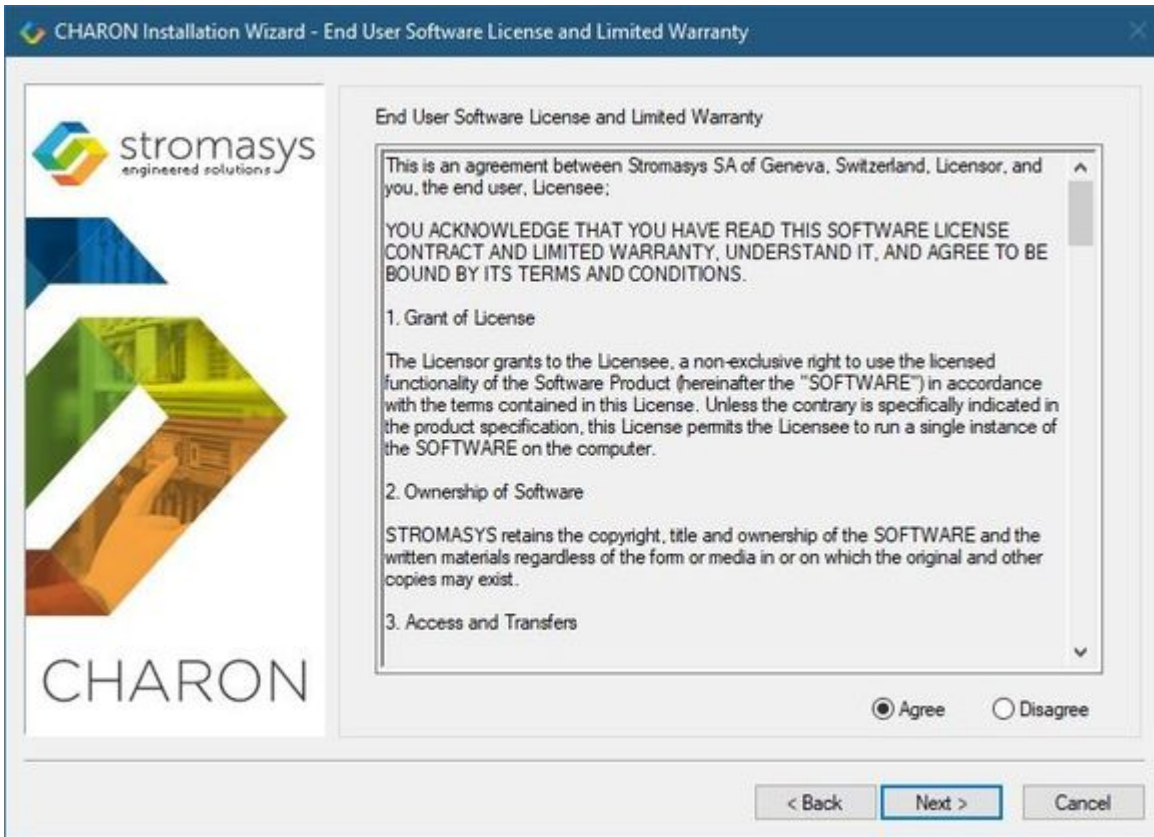 CHARON Installation Wizard - End User Software License and Limited Warranty
stromasys
engineered solutions
CHARON
End User Software License and Limited Warranty
This is an agreement between Stromasys SA of Geneva, Switzerland, Licensor, and
you, the end user, Licensee;
YOU ACKNOWLEDGE THAT YOU HAVE READ THIS SOFTWARE LICENSE
CONTRACT AND LIMITED WARRANTY, UNDERSTAND IT, AND AGREE TO BE
BOUND BY ITS TERMS AND CONDITIONS.
1. Grant of License
The Licensor grants to the Licensee, a non-exclusive right to use the licensed
functionality of the Software Product (hereinafter the "SOFTWARE") in accordance
with the terms contained in this License. Unless the contrary is specifically indicated in
the product specification, this License permits the Licensee to run a single instance of
the SOFTWARE on the computer.
2. Ownership of Software
STROMASYS retains the copyright, title and ownership of the SOFTWARE and the
written materials regardless of the form or media in or on which the original and other
copies may exist.
3. Access and Transfers
Agree
Disagree
< Back
Next >
Cancel